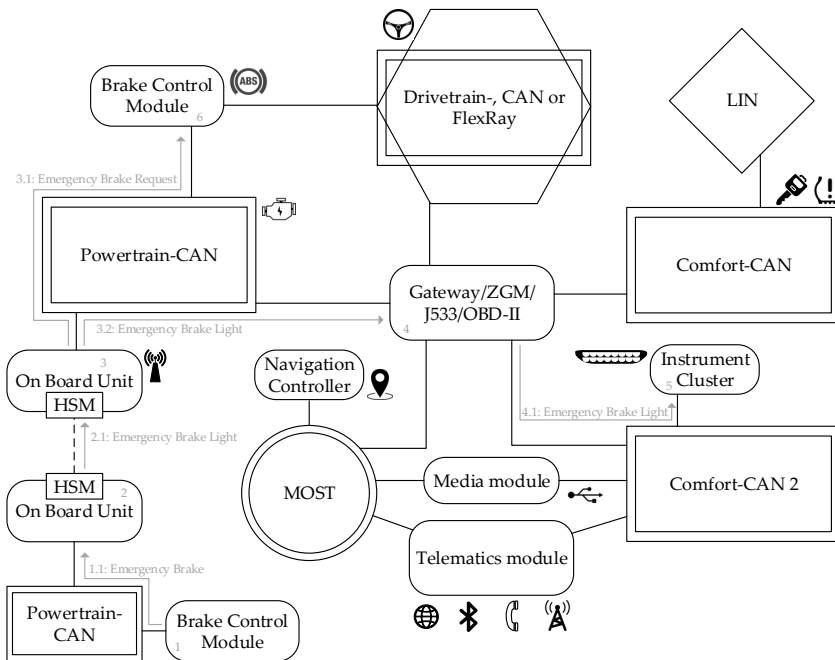 Brake Control
Module
6
ABS
Drivetrain-, CAN or
FlexRay
LIN
3.1: Emergency Brake Request
Powertrain-CAN
Gateway/ZGM/
J533/OBD-II
4
Comfort-CAN
3.2: Emergency Brake Light
3
On Board Unit
HSM
Navigation
Controller
Instrument
Cluster
5
4.1: Emergency Brake Light
2.1: Emergency Brake Light
HSM
2
On Board Unit
MOST
Media module
Comfort-CAN 2
Telematics module
1.1: Emergency Brake
Powertrain-
CAN
Brake Control
Module
1